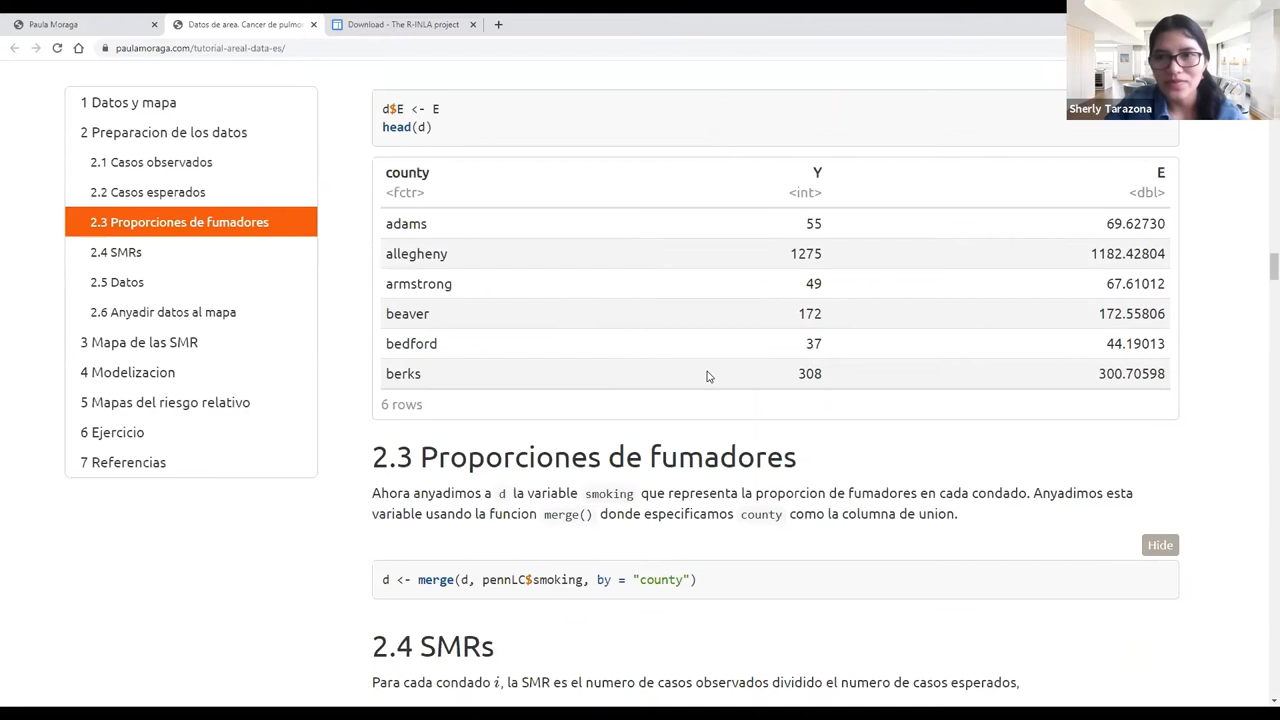 Paula Moraga
Datos de area. Cancer de pulmo
Download - The R-INLA project
paulamoraga.com/tutorial-areal-data-es/
Sherly Tarazona
1 Datos y mapa
2 Preparacion de los datos
2.1 Casos observados
2.2 Casos esperados
2.3 Proporciones de fumadores
2.4 SMRs
2.5 Datos
2.6 Anyadir datos al mapa
3 Mapa de las SMR
4 Modelizacion
5 Mapas del riesgo relativo
6 Ejercicio
7 Referencias
d$E <- E
head(d)
county Y E
<fctr> <int> <dbl>
adams 55 69.62730
allegheny 1275 1182.42804
armstrong 49 67.61012
beaver 172 172.55806
bedford 37 44.19013
berks 308 300.70598
6 rows
2.3 Proporciones de fumadores
Ahora anyadimos a d la variable smoking que representa la proporcion de fumadores en cada condado. Anyadimos esta
variable usando la funcion merge() donde especificamos county como la columna de union.
Hide
d <- merge(d, pennLC$smoking, by = "county")
2.4 SMRs
Para cada condado i, la SMR es el numero de casos observados dividido el numero de casos esperados,